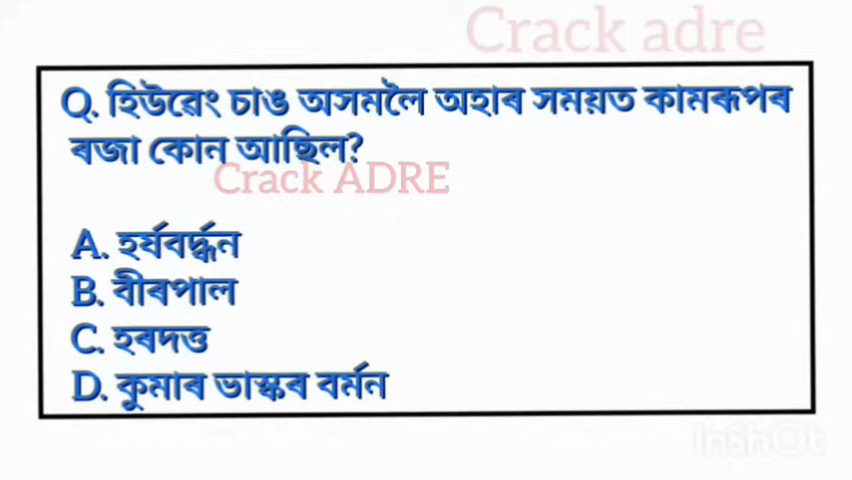 Crack adre
Q. হিউৱেং চাঙ অসমলৈ অহাৰ সময়ত কামৰূপৰ
ৰজা কোন আছিল?
Crack ADRE
A. হৰ্ষবৰ্দ্ধন
B. বীৰপাল
C. হৰদত্ত
D. কুমাৰ ভাস্কৰ বৰ্মন
InShOt